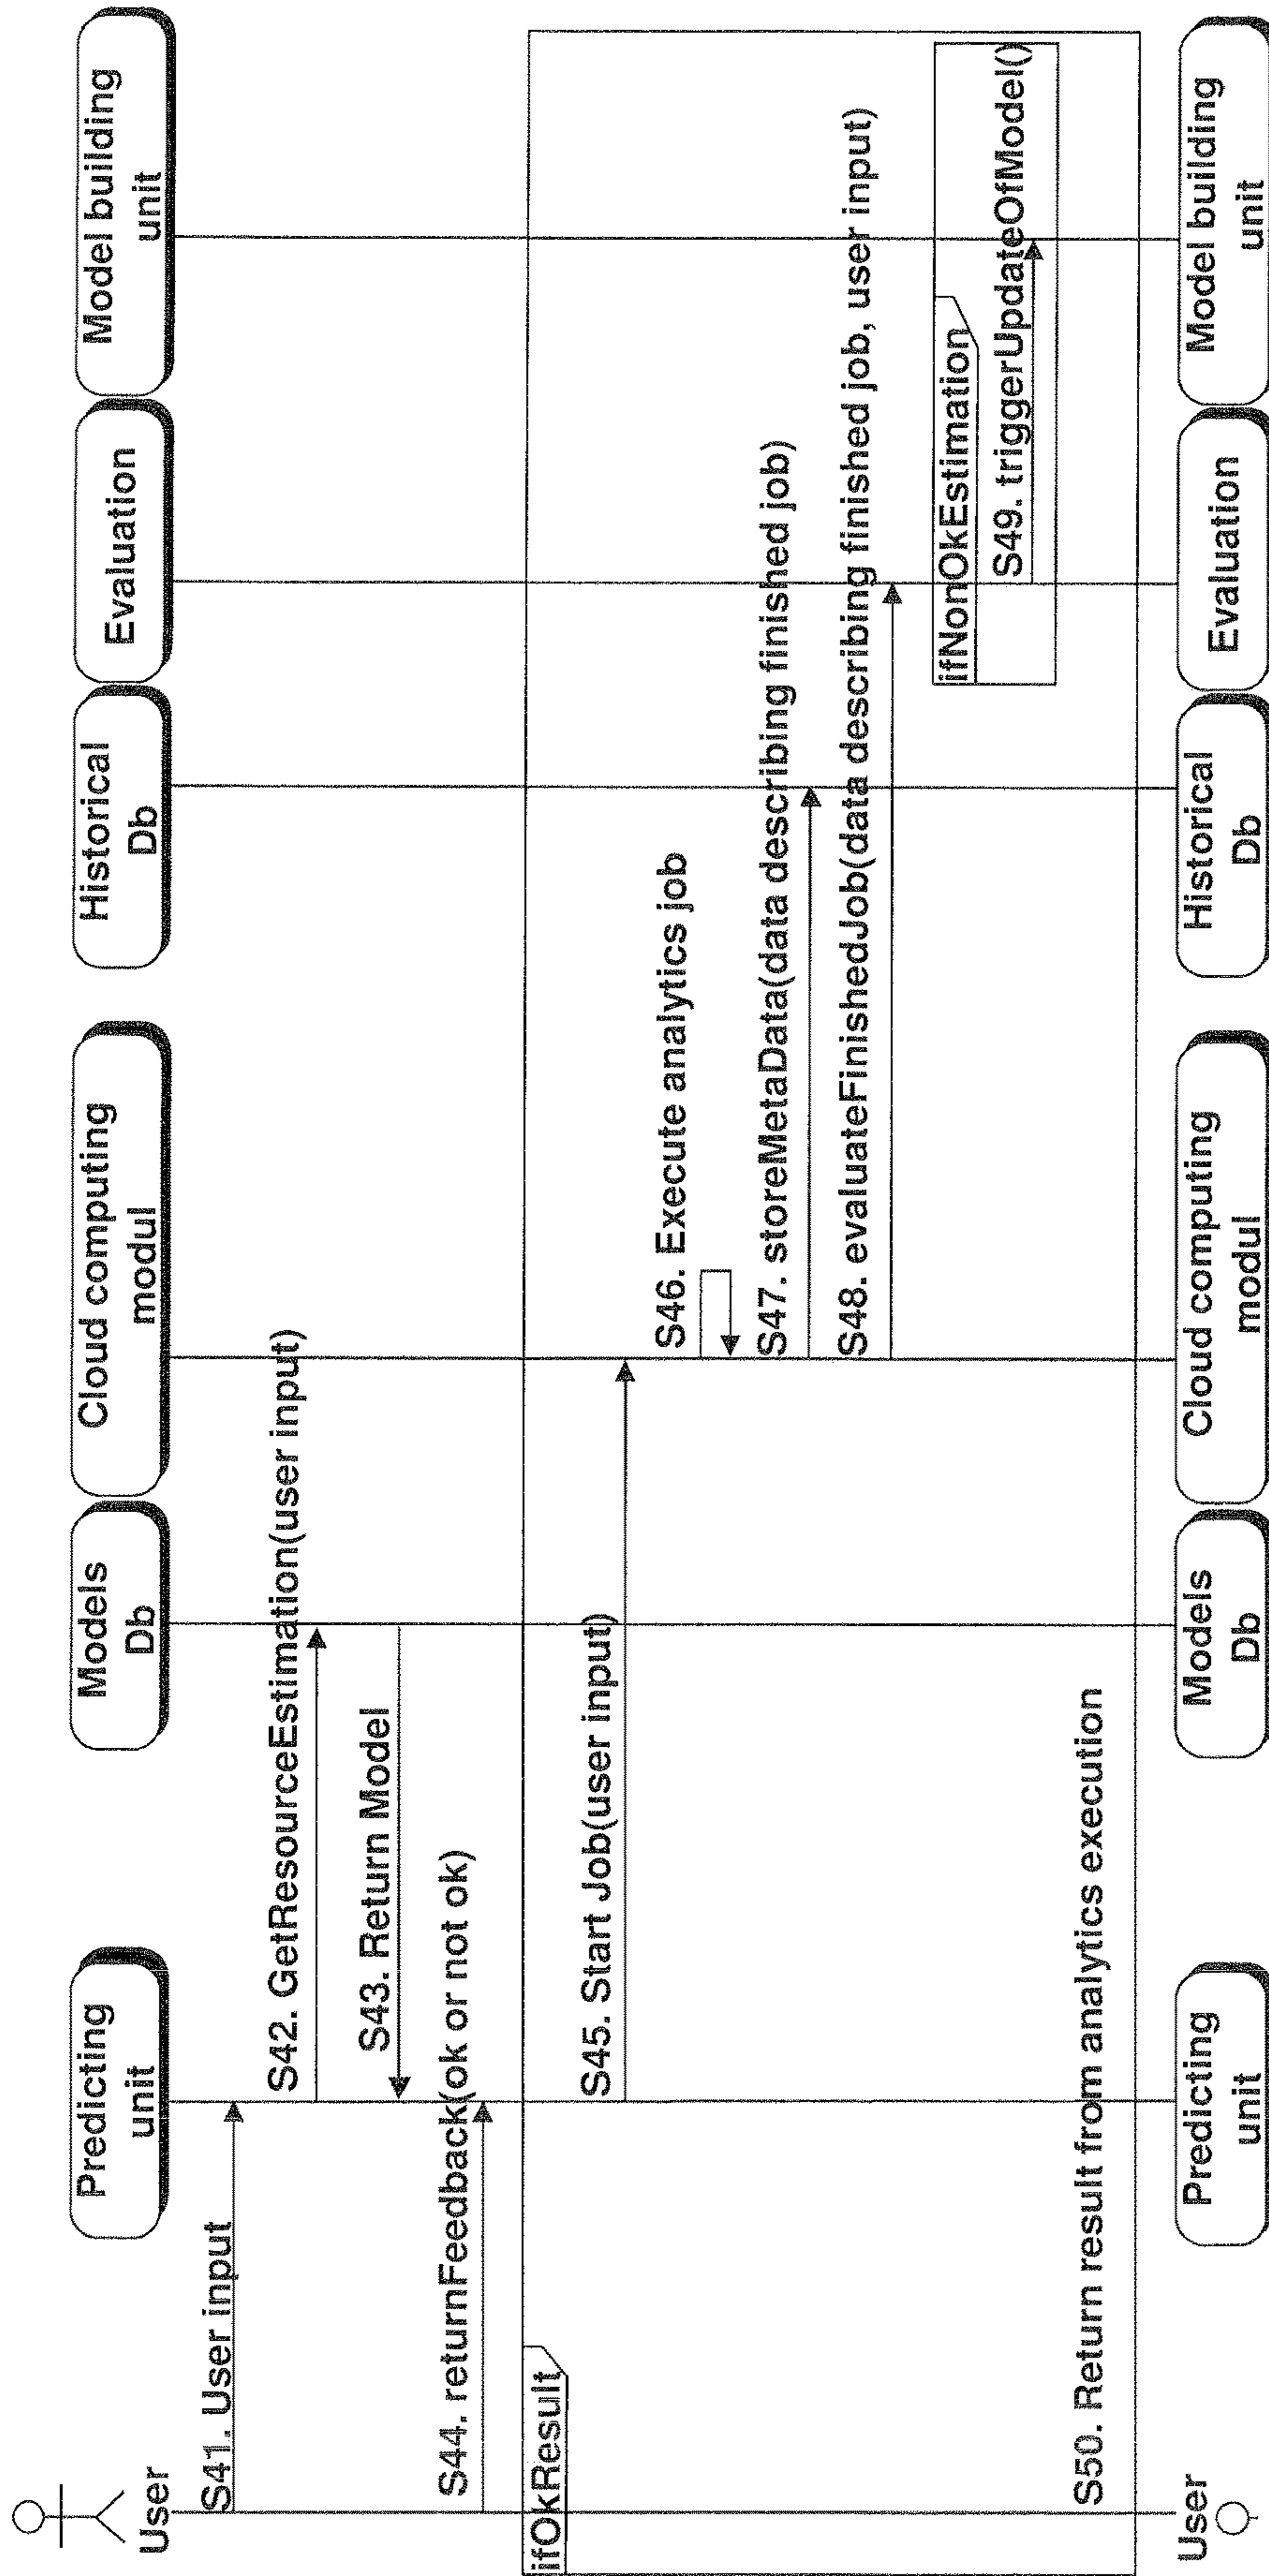 User
Predicting
unit
Models
Db
Cloud computing
modul
Historical
Db
Evaluation
Model building
unit
S41. User input
S42. GetResourceEstimation(user input)
S43. Return Model
S44. returnFeedback(ok or not ok)
ifOkResult
S45. Start Job(user input)
S46. Execute analytics job
S47. storeMetaData(data describing finished job)
S48. evaluateFinishedJob(data describing finished job, user input)
ifNonOkEstimation
S49. triggerUpdateOfModel()
S50. Return result from analytics execution
User
Predicting
unit
Models
Db
Cloud computing
modul
Historical
Db
Evaluation
Model building
unit